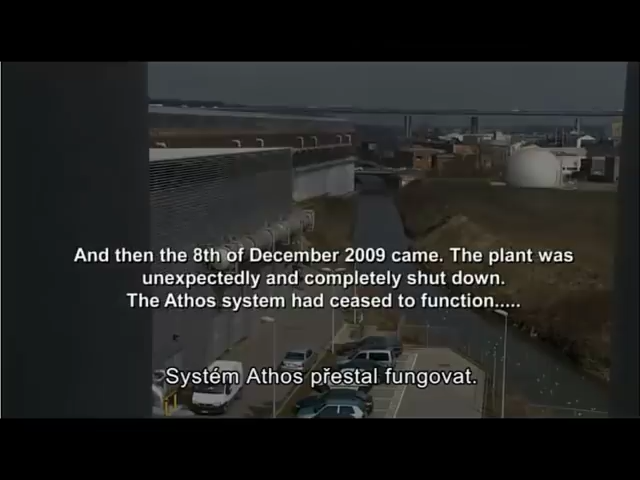 And then the 8th of December 2009 came. The plant was
unexpectedly and completely shut down.
The Athos system had ceased to function.....
Systém Athos přestal fungovat.